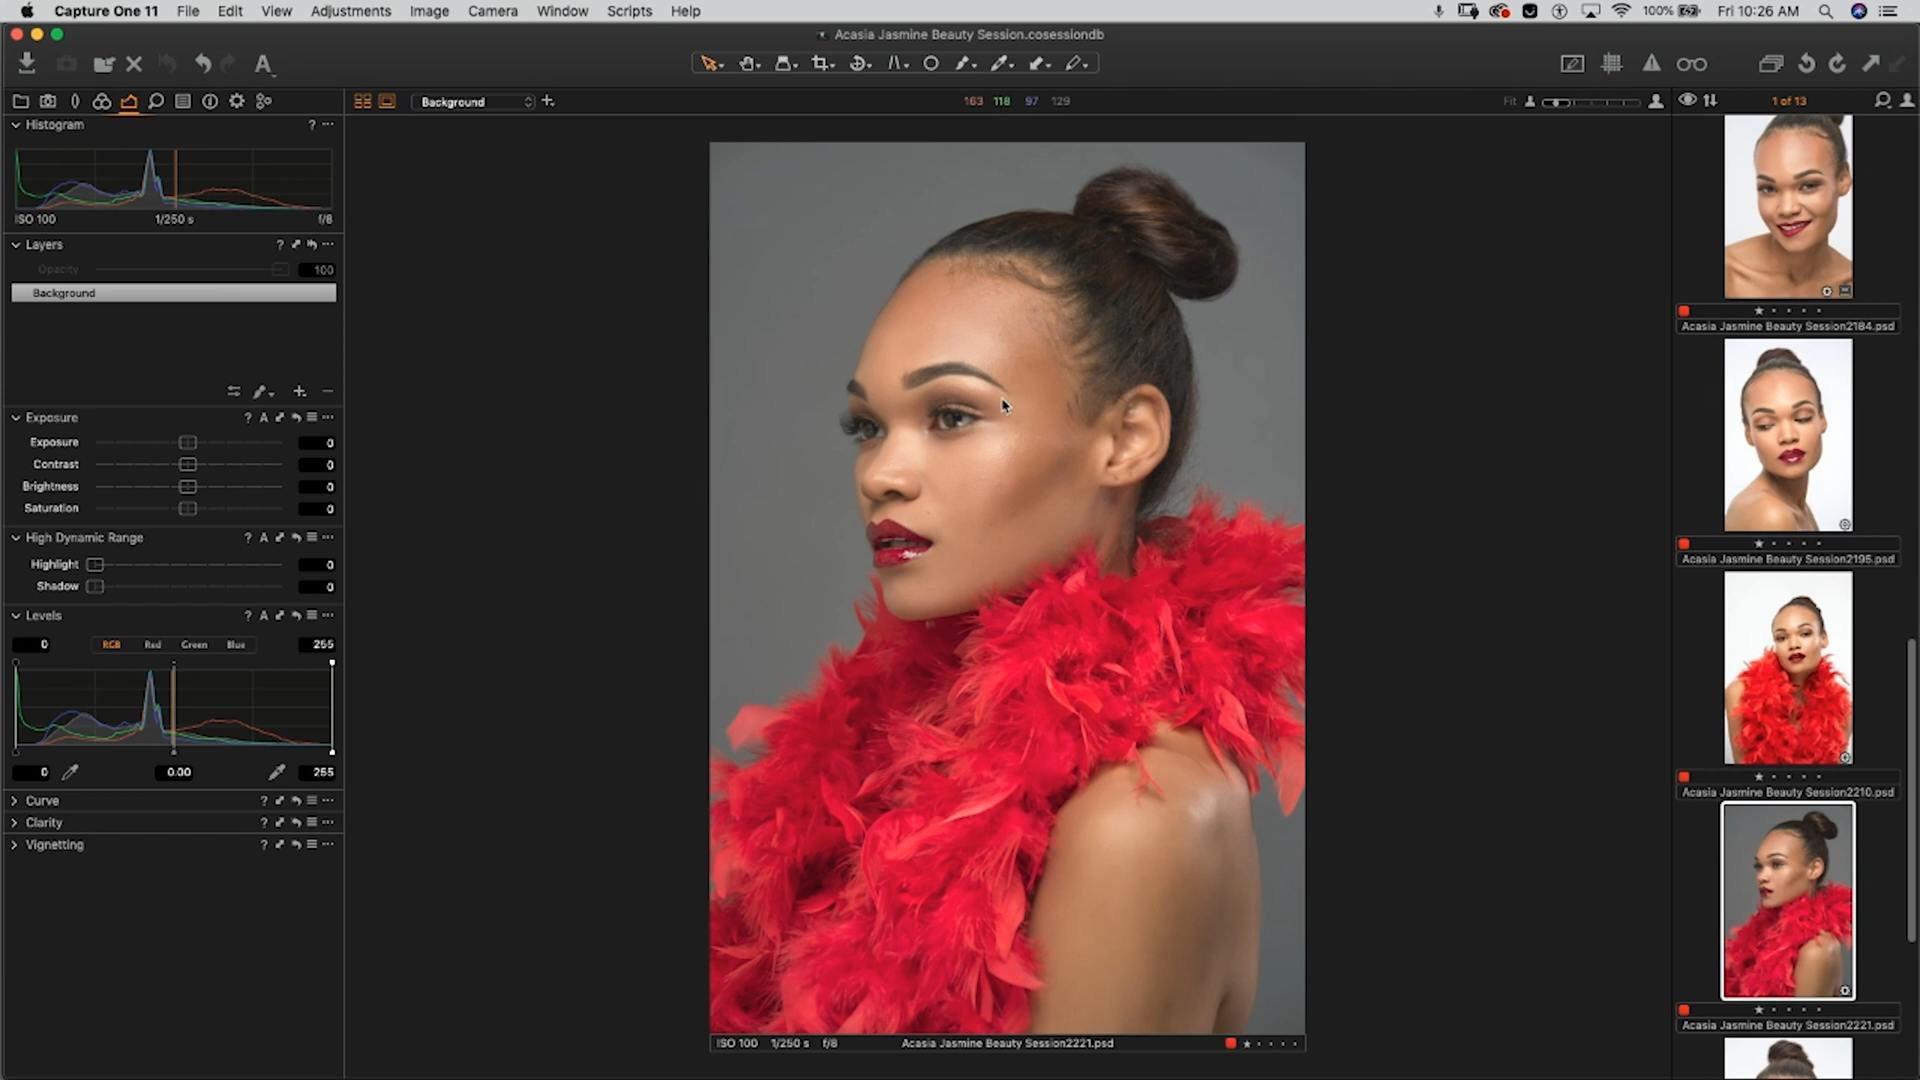 Capture One 11 File Edit View Adjustments Image Camera Window Scripts Help 100% Fri 10:26 AM
Acasia Jasmine Beauty Session.cosessiondb
A
Background 163 118 97 129 Fit 1 of 13
Histogram ?
ISO 100 1/250 s f/8
Layers ?
Opacity 100
Background
Exposure ? A
Exposure 0
Contrast 0
Brightness 0
Saturation 0
High Dynamic Range ? A
Highlight 0
Shadow 0
Levels ? A
0 RGB Red Green Blue 255
0 0.00 255
Curve ?
Clarity ?
Vignetting ?
ISO 100 1/250 s f/8 Acasia Jasmine Beauty Session2221.psd
Acasia Jasmine Beauty Session2184.psd
Acasia Jasmine Beauty Session2195.psd
Acasia Jasmine Beauty Session2210.psd
Acasia Jasmine Beauty Session2221.psd